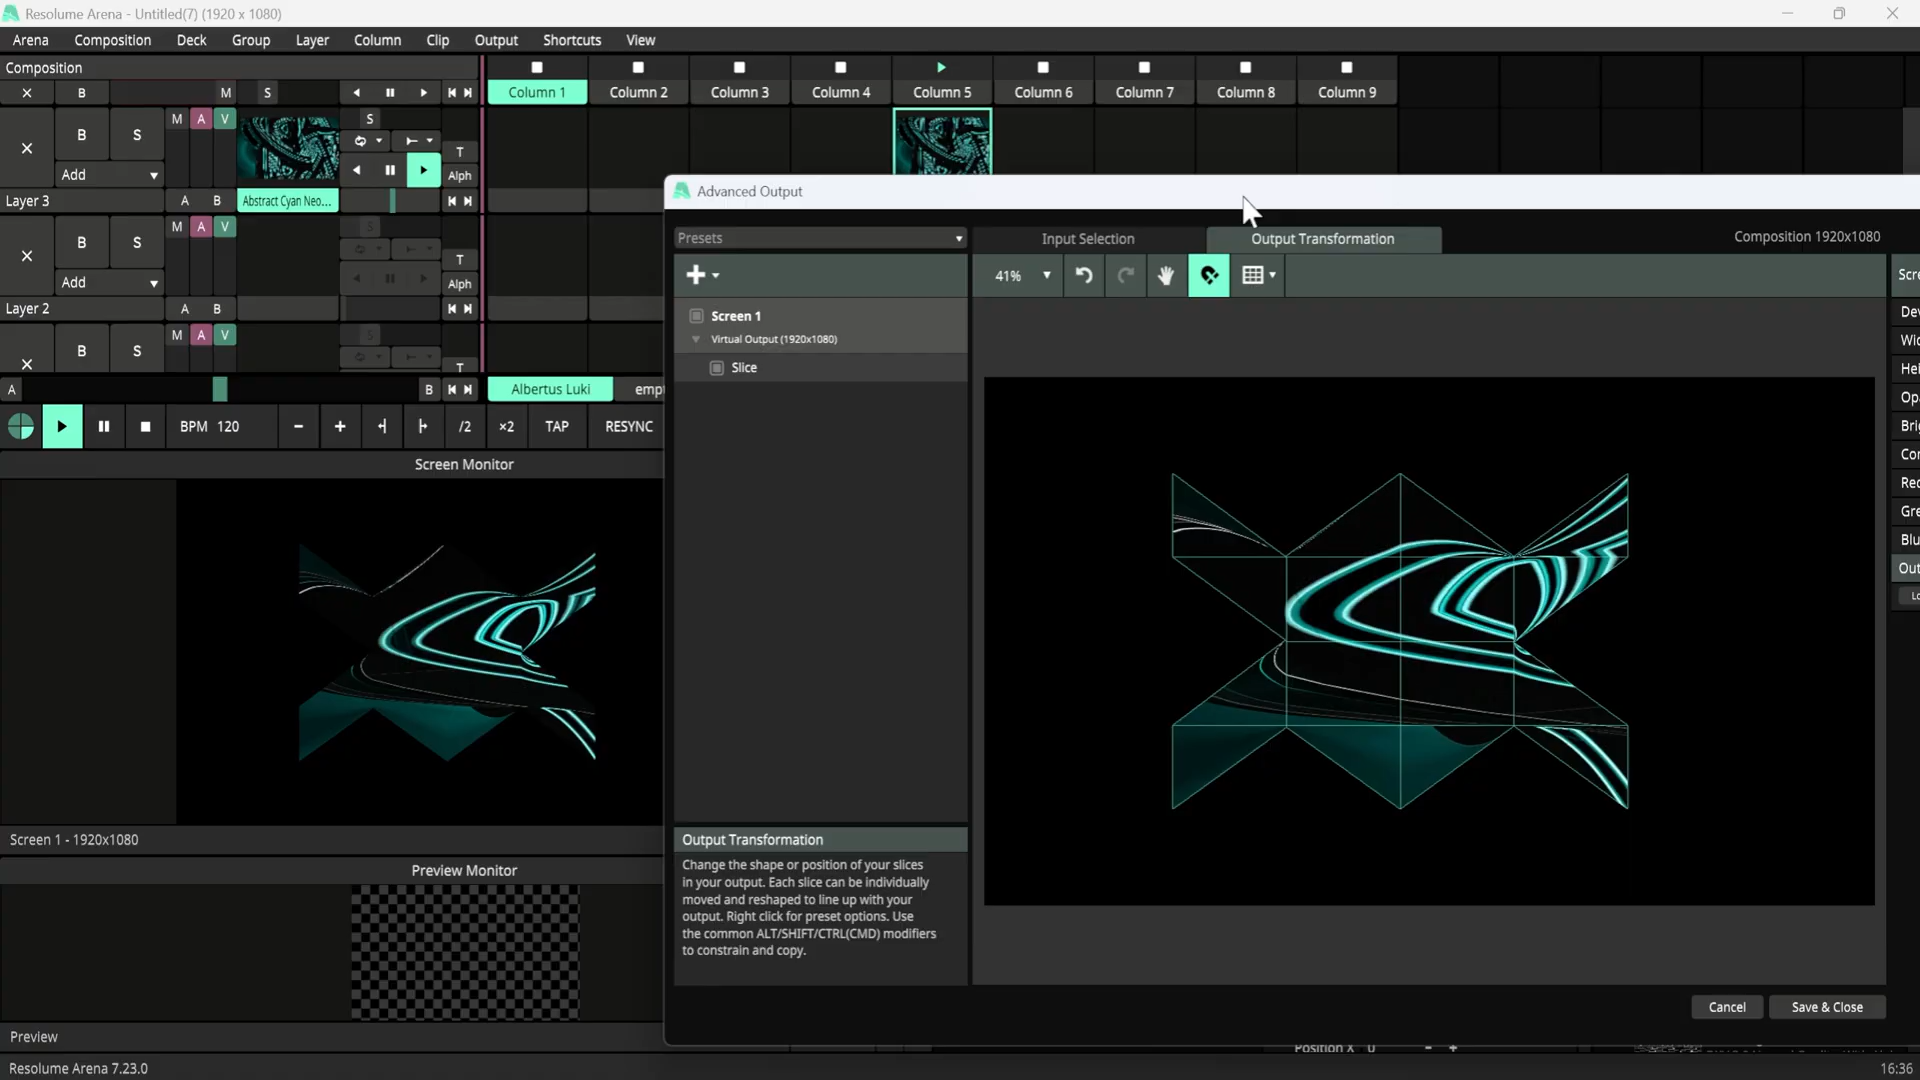 Resolume Arena - Untitled(7) (1920 x 1080)
Arena Composition Deck Group Layer Column Clip Output Shortcuts View
Composition
B M S
Column 1 Column 2 Column 3 Column 4 Column 5 Column 6 Column 7 Column 8 Column 9
M A V S
B S
T
Add
Alph
Layer 3
A B
Abstract Cyan Neo...
M A V S
B S
T
Add
Alph
Layer 2
A B
M A V S
B S
T
A B
Albertus Luki
BPM 120 - + /2 ×2 TAP RESYNC
Screen Monitor
Screen 1 - 1920x1080
Preview Monitor
Preview
Resolume Arena 7.23.0
Advanced Output
Presets
Input Selection
Output Transformation
Composition 1920x1080
41%
Screen 1
Virtual Output (1920x1080)
Slice
Output Transformation
Change the shape or position of your slices
in your output. Each slice can be individually
moved and reshaped to line up with your
output. Right click for preset options. Use
the common ALT/SHIFT/CTRL(CMD) modifiers
to constrain and copy.
Cancel
Save & Close
Position X 0 - +
16:36